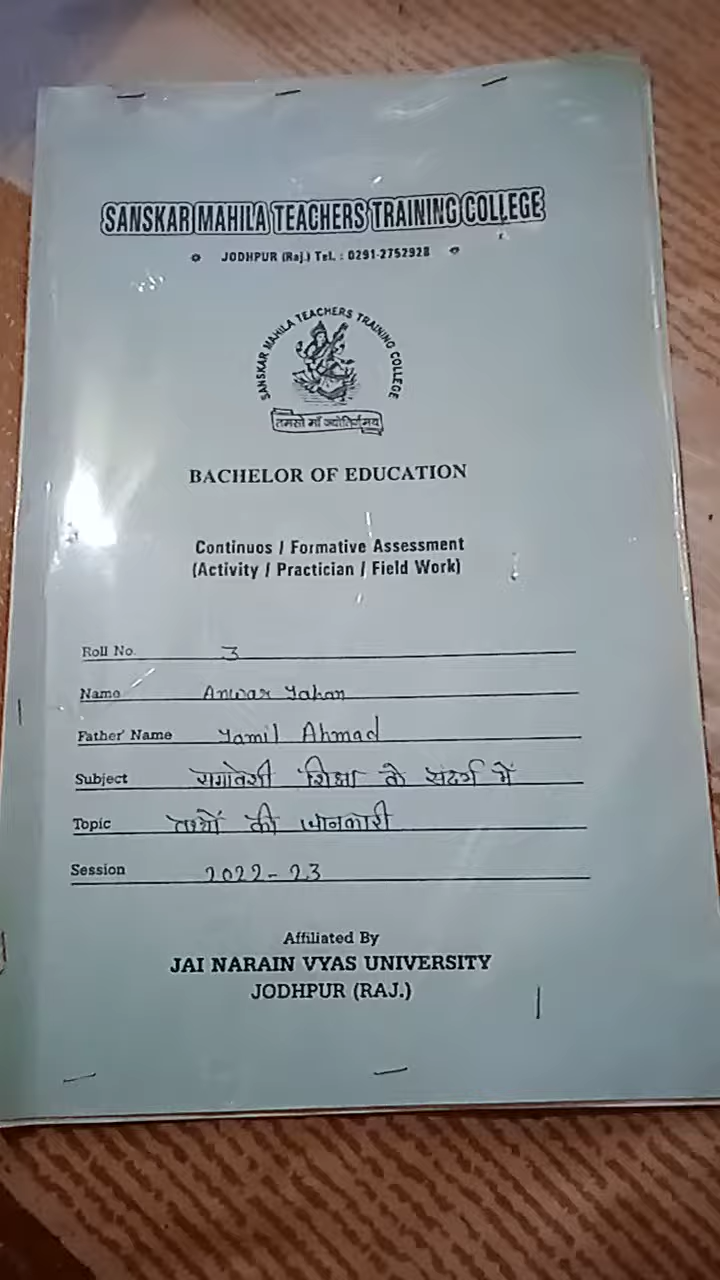 SANSKAR MAHILA TEACHERS TRAINING COLLEGE
JODHPUR (Raj.) Tel. : 0291-2752928
SANSKAR MAHILA TEACHERS TRAINING COLLEGE
तमसो माँ ज्योतिर्गमय
BACHELOR OF EDUCATION
Continuos / Formative Assessment
(Activity / Practician / Field Work)
Roll No. 3
Name Anwar Jahan
Father' Name Jamil Ahmad
Subject समावेशी शिक्षा के संदर्भ में
Topic तथ्यों की जानकारी
Session 2022-23
Affiliated By
JAI NARAIN VYAS UNIVERSITY
JODHPUR (RAJ.)